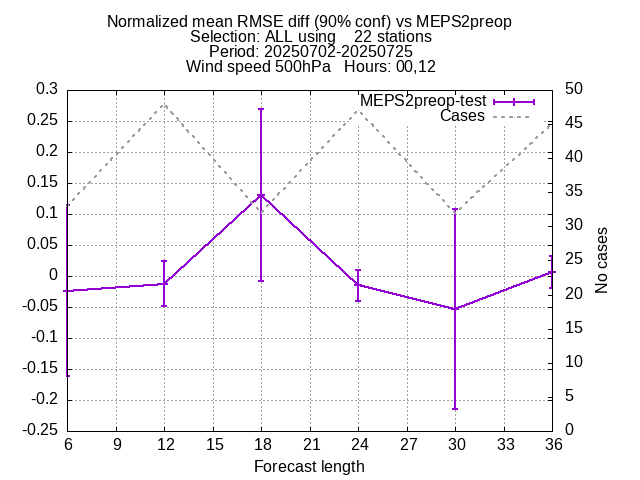 Normalized mean RMSE diff (90% conf) vs MEPS2preop
Selection: ALL using    22 stations
Period: 20250702-20250725
Wind speed 500hPa   Hours: 00,12
MEPS2preop-test
Cases
0.3
0.25
0.2
0.15
0.1
0.05
0
-0.05
-0.1
-0.15
-0.2
-0.25
50
45
40
35
30
25
20
15
10
5
0
No cases
6 9 12 15 18 21 24 27 30 33 36
Forecast length